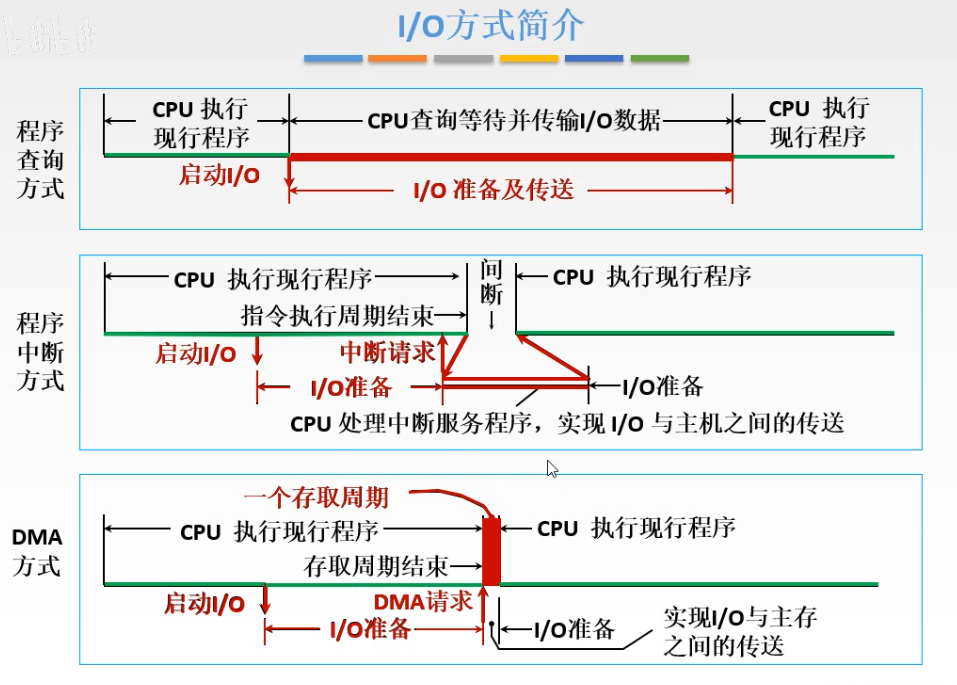 I/O方式简介
程序
查询
方式
CPU 执行
现行程序
CPU查询等待并传输I/O数据
CPU 执行
现行程序
启动I/O
I/O 准备及传送
程序
中断
方式
CPU 执行现行程序
间
断
CPU 执行现行程序
指令执行周期结束
启动I/O
中断请求
I/O准备
I/O准备
CPU 处理中断服务程序，实现 I/O 与主机之间的传送
DMA
方式
一个存取周期
CPU 执行现行程序
CPU 执行现行程序
存取周期结束
启动I/O
DMA请求
I/O准备
I/O准备
实现I/O与主存
之间的传送